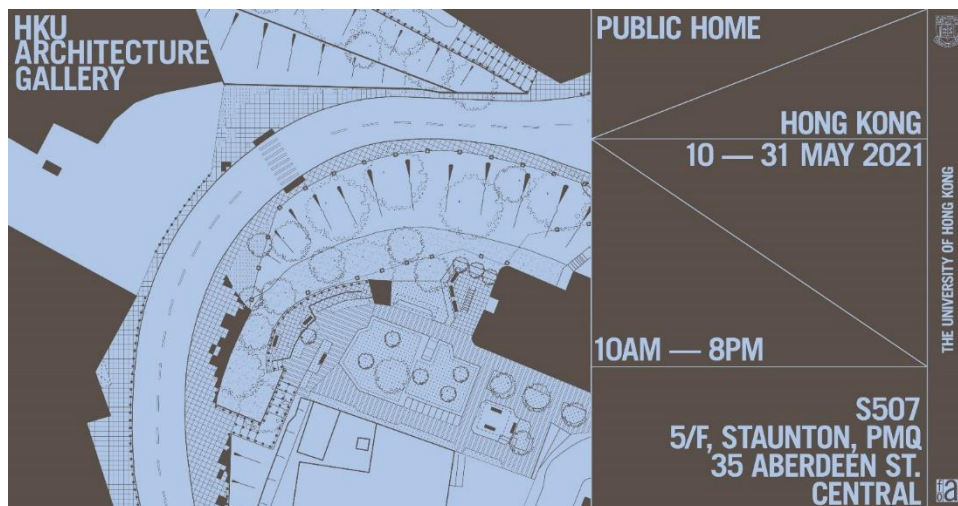 HKU
ARCHITECTURE
GALLERY
PUBLIC HOME
HONG KONG
10 — 31 MAY 2021
10AM — 8PM
S507
5/F, STAUNTON, PMQ
35 ABERDEEN ST.
CENTRAL
THE UNIVERSITY OF HONG KONG